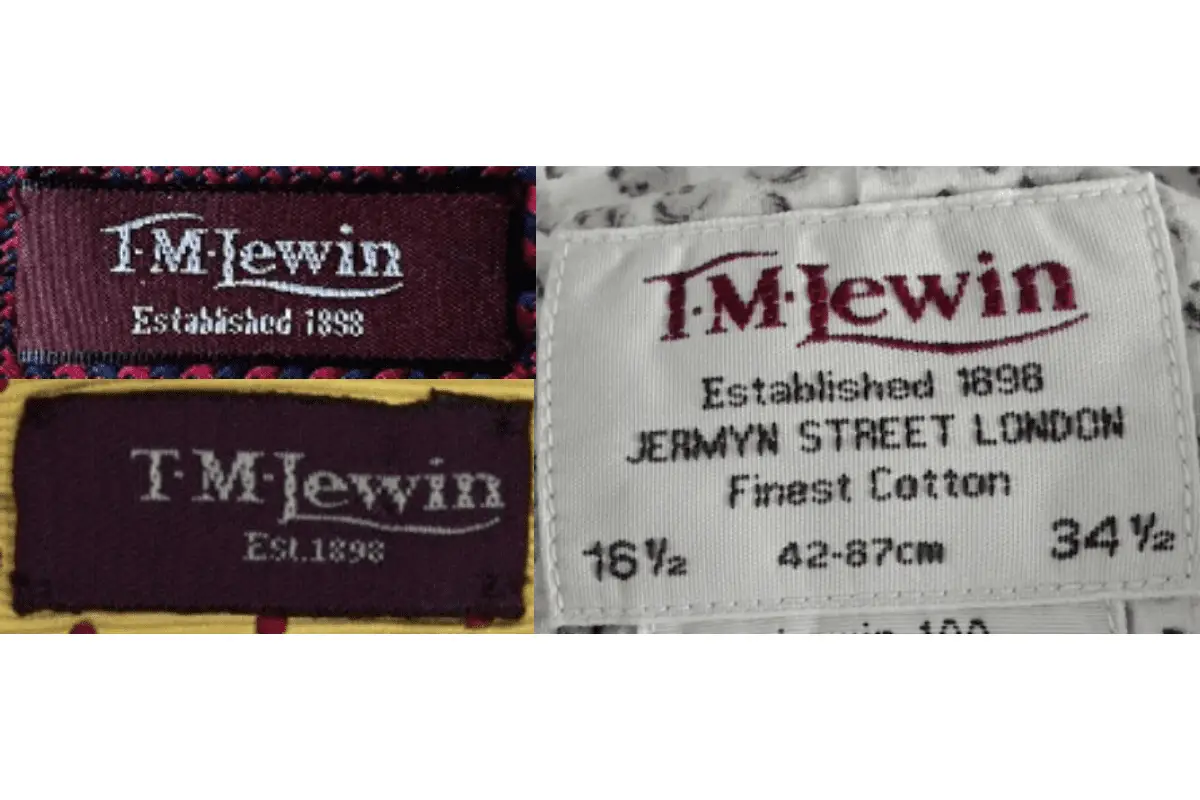 T·M·Lewin
Established 1898
T·M·Lewin
Est.1898
T·M·Lewin
Established 1898
JERMYN STREET LONDON
Finest Cotton
16½ 42-87cm 34½
100